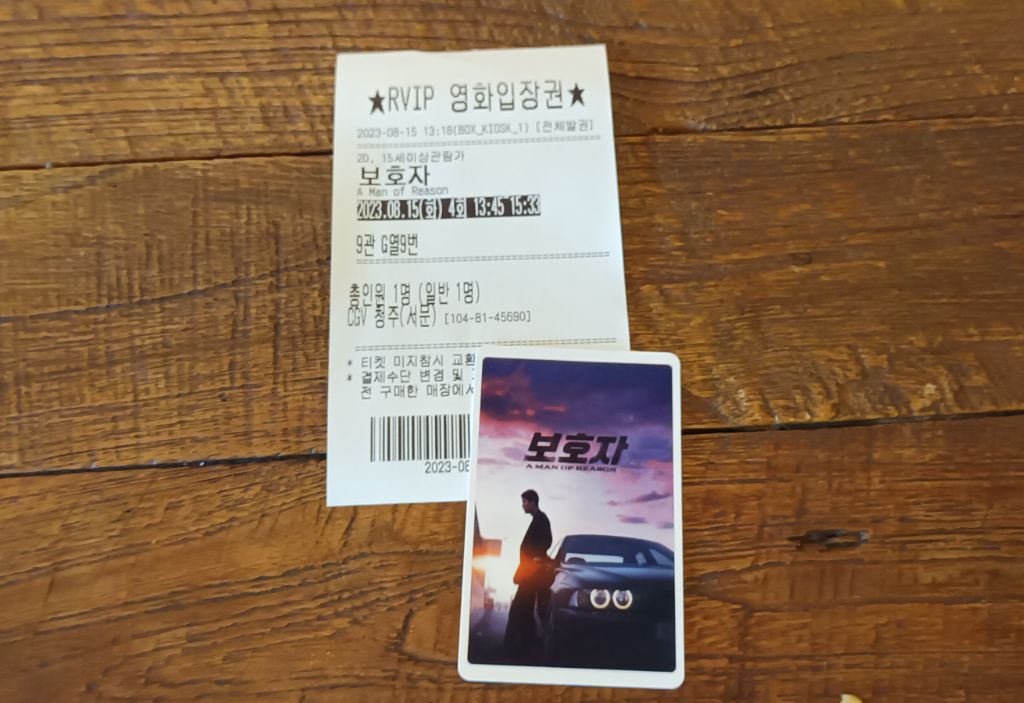 ★RVIP 영화입장권★
2023-08-15 13:18(BOX_KIOSK_1) [전체발권]
2D, 15세이상관람가
보호자
A Man of Reason
2023.08.15(화) 4회 13:45 15:33
9관 G열9번
총인원 1명 (일반 1명)
CGV 청주(서문) [104-81-45690]
* 티켓 미지참시 교환
* 결제수단 변경 및
전 구매한 매장에서
2023-08
보호자
A MAN OF REASON